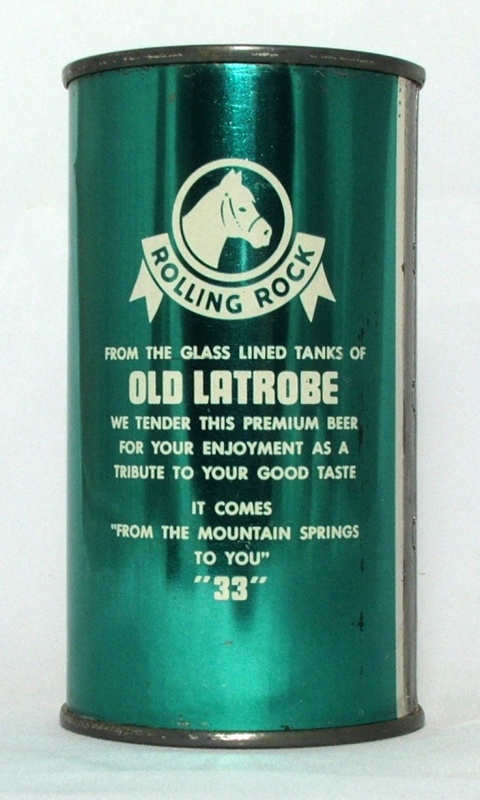 ROLLING ROCK
FROM THE GLASS LINED TANKS OF
OLD LATROBE
WE TENDER THIS PREMIUM BEER
FOR YOUR ENJOYMENT AS A
TRIBUTE TO YOUR GOOD TASTE
IT COMES
"FROM THE MOUNTAIN SPRINGS
TO YOU"
"33"